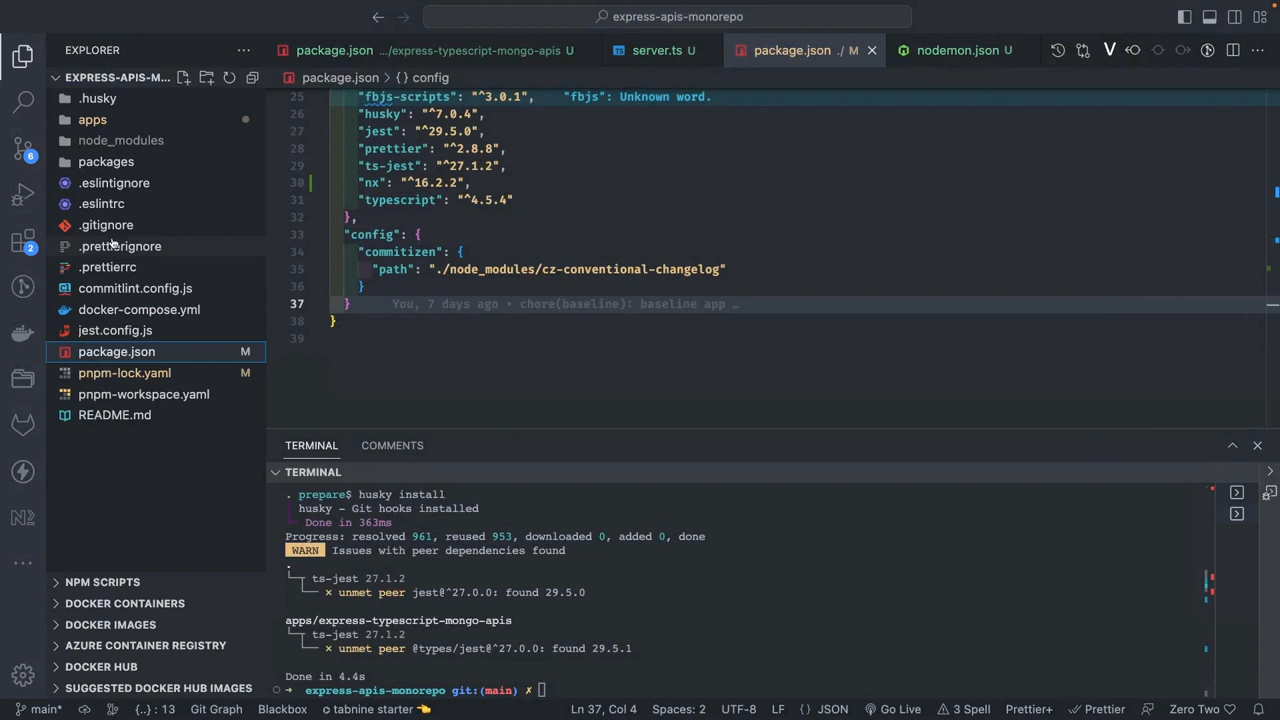 express-apis-monorepo
EXPLORER
package.json .../express-typescript-mongo-apis U
server.ts U
package.json ./ M
nodemon.json U
EXPRESS-APIS-M...
package.json > {} config
.husky
apps
node_modules
packages
.eslintignore
.eslintrc
.gitignore
.prettierignore
.prettierrc
commitlint.config.js
docker-compose.yml
jest.config.js
package.json M
pnpm-lock.yaml M
pnpm-workspace.yaml
README.md
6
2
NPM SCRIPTS
DOCKER CONTAINERS
DOCKER IMAGES
AZURE CONTAINER REGISTRY
DOCKER HUB
SUGGESTED DOCKER HUB IMAGES
25 "fbjs-scripts": "^3.0.1", "fbjs": Unknown word.
26 "husky": "^7.0.4",
27 "jest": "^29.5.0",
28 "prettier": "^2.8.8",
29 "ts-jest": "^27.1.2",
30 "nx": "^16.2.2",
31 "typescript": "^4.5.4"
32 },
33 "config": {
34 "commitizen": {
35 "path": "./node_modules/cz-conventional-changelog"
36 }
37 } You, 7 days ago • chore(baseline): baseline app …
38 }
39
TERMINAL COMMENTS
TERMINAL
. prepare$ husky install
husky - Git hooks installed
Done in 363ms
Progress: resolved 961, reused 953, downloaded 0, added 0, done
WARN Issues with peer dependencies found
.
└─┬ ts-jest 27.1.2
└── × unmet peer jest@^27.0.0: found 29.5.0
apps/express-typescript-mongo-apis
└─┬ ts-jest 27.1.2
└── × unmet peer @types/jest@^27.0.0: found 29.5.1
Done in 4.4s
➜ express-apis-monorepo git:(main) ✗
main* {..} : 13 Git Graph Blackbox tabnine starter 👈 Ln 37, Col 4 Spaces: 2 UTF-8 LF {} JSON Go Live 3 Spell Prettier+ Prettier Zero Two